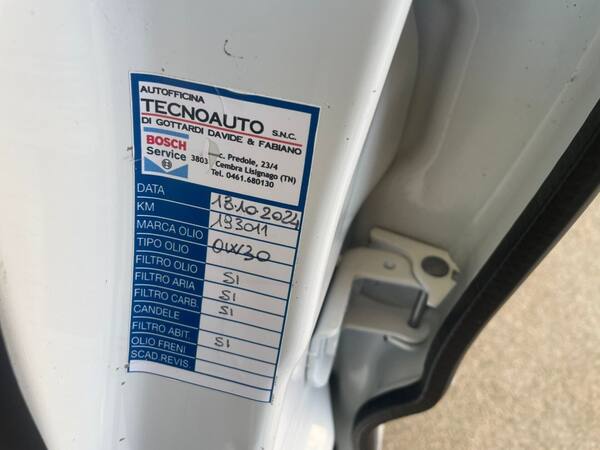 AUTOFFICINA
TECNOAUTO S.N.C.
DI GOTTARDI DAVIDE & FABIANO
BOSCH
Service
c. Predole, 23/4
3803 Cembra Lisignago (TN)
Tel. 0461.680130
DATA 18.10.2024
KM 193011
MARCA OLIO
TIPO OLIO 0W30
FILTRO OLIO SI
FILTRO ARIA SI
FILTRO CARB SI
CANDELE
FILTRO ABIT. SI
OLIO FRENI
SCAD.REVIS.